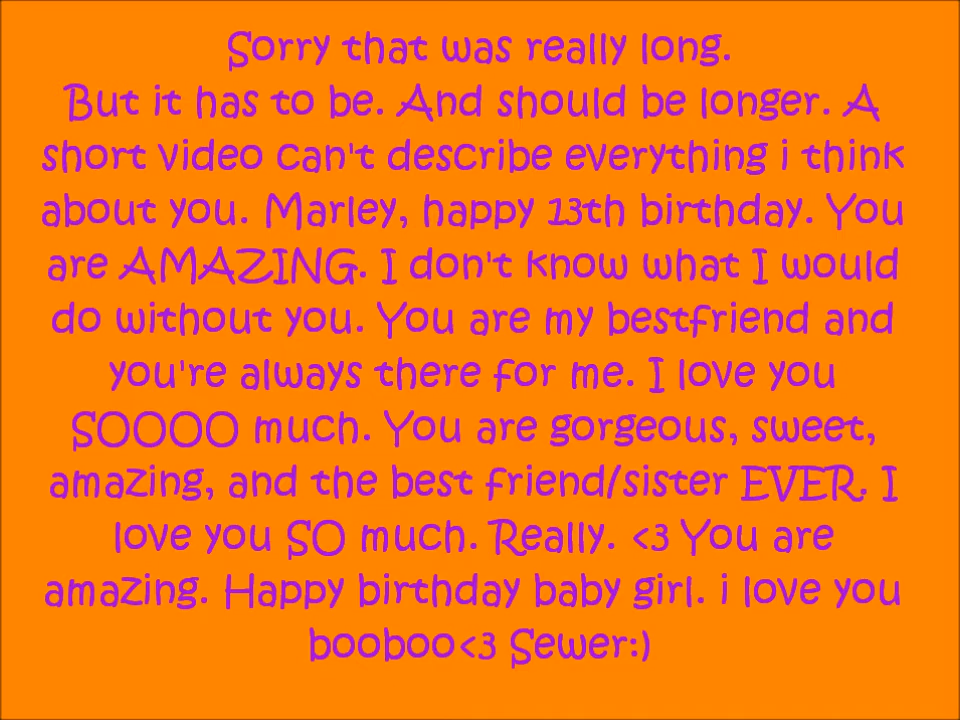 Sorry that was really long.
But it has to be. And should be longer. A
short video can't describe everything i think
about you. Marley, happy 13th birthday. You
are AMAZING. I don't know what I would
do without you. You are my bestfriend and
you're always there for me. I love you
SOOOO much. You are gorgeous, sweet,
amazing, and the best friend/sister EVER. I
love you SO much. Really. <3 You are
amazing. Happy birthday baby girl. i love you
booboo<3 Sewer:)